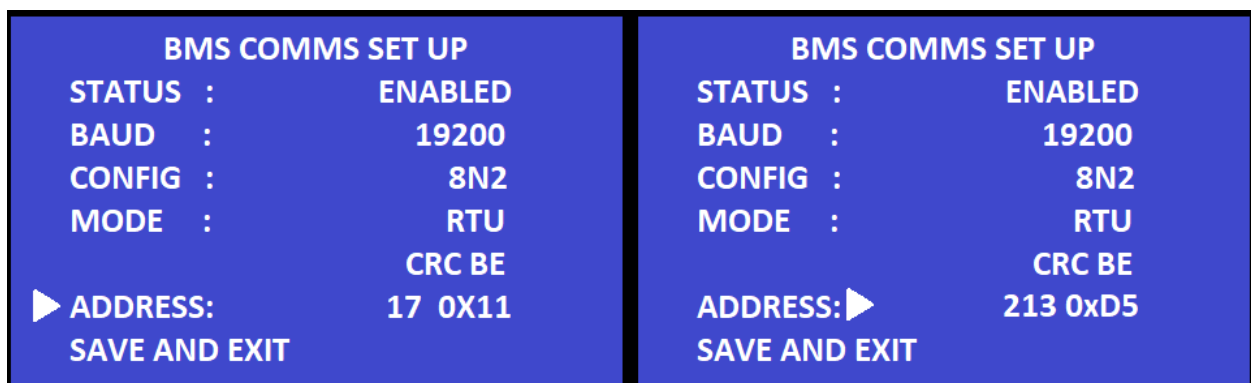 BMS COMMS SET UP
STATUS : ENABLED
BAUD : 19200
CONFIG : 8N2
MODE : RTU
CRC BE
ADDRESS: 17 0X11
SAVE AND EXIT
BMS COMMS SET UP
STATUS : ENABLED
BAUD : 19200
CONFIG : 8N2
MODE : RTU
CRC BE
ADDRESS: 213 0xD5
SAVE AND EXIT